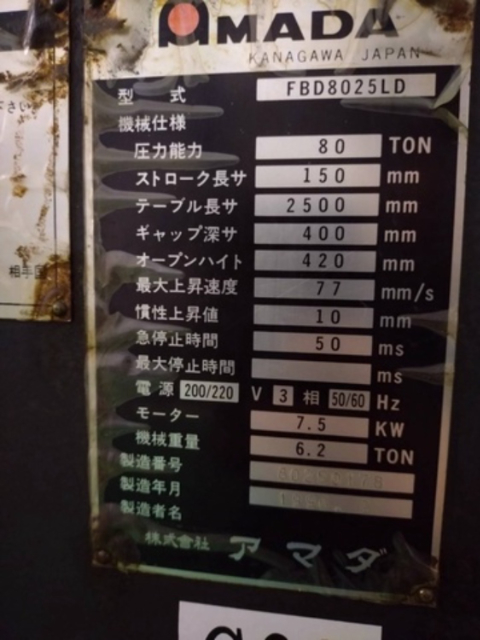 AMADA
KANAGAWA JAPAN
型 式 FBD8025LD
機械仕様
圧力能力 80 TON
ストローク長サ 150 mm
テーブル長サ 2500 mm
ギャップ深サ 400 mm
オープンハイト 420 mm
最大上昇速度 77 mm/s
慣性上昇値 10 mm
急停止時間 50 ms
最大停止時間 ms
電源 200/220 V 3 相 50/60 Hz
モーター 7.5 KW
機械重量 6.2 TON
製造番号
製造年月
製造者名
株式会社 アマダ